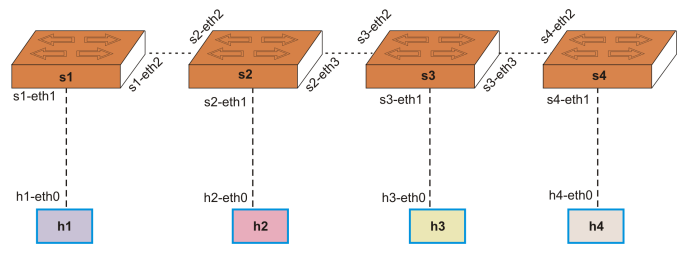 s2-eth2
s3-eth2
s4-eth2
s1
s1-eth2
s2
s2-eth3
s3
s3-eth3
s4
s1-eth1
s2-eth1
s3-eth1
s4-eth1
h1-eth0
h2-eth0
h3-eth0
h4-eth0
h1
h2
h3
h4